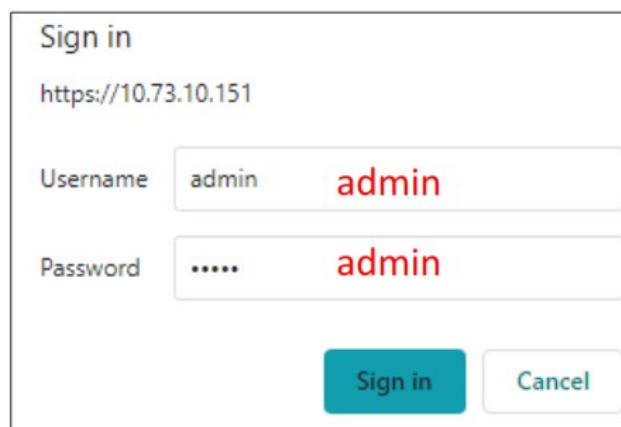 Sign in
https://10.73.10.151
Username admin admin
Password ••••• admin
Sign in Cancel